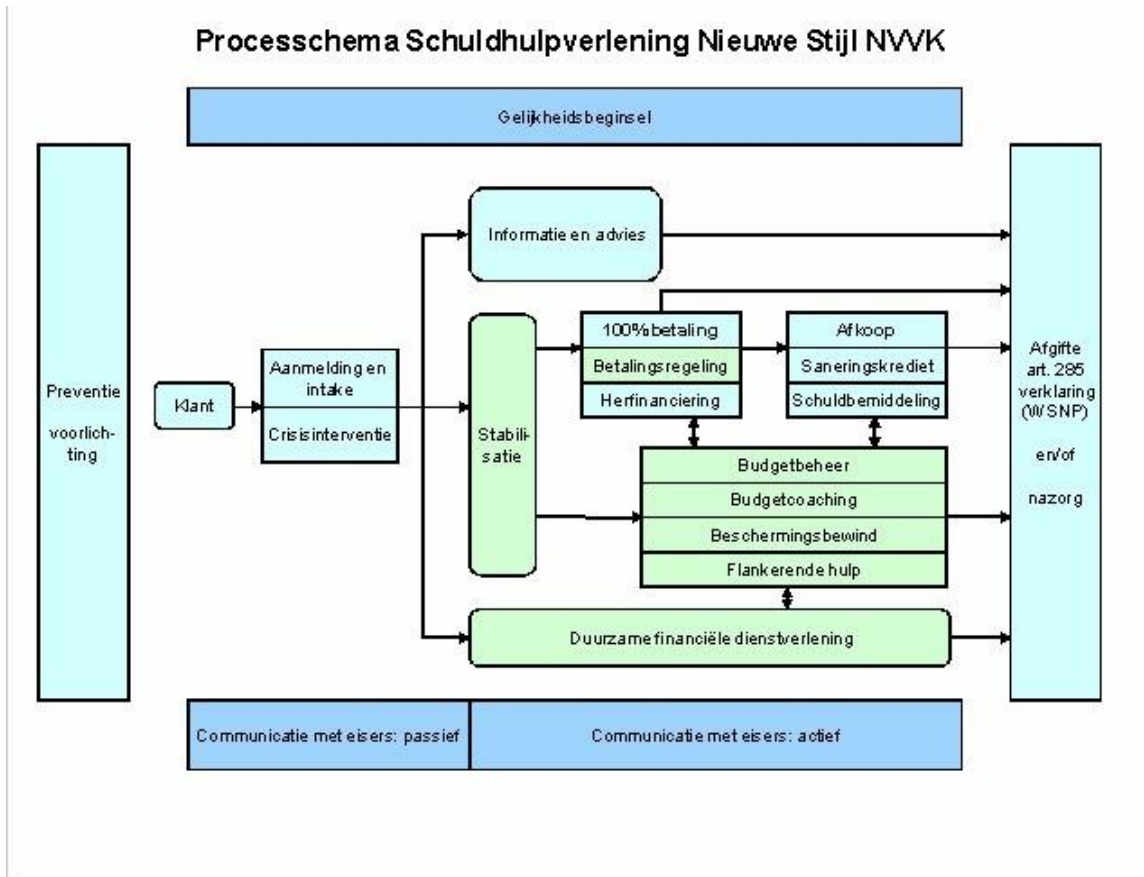 Processchema Schuldhulpverlening Nieuwe Stijl NVVK
Gelijkheidsbeginsel
Preventie
voorlich-
ting
Klant
Aanmelding en
intake
Crisisinterventie
Informatie en advies
Stabili-
satie
100% betaling
Betalingsregeling
Herfinanciering
Afkoop
Saneringskrediet
Schuldbemiddeling
Budgetbeheer
Budgetcoaching
Beschermingsbewind
Flankerende hulp
Duurzame financiële dienstverlening
Afgifte
art. 285
verklaring
(WSNP)
en/of
nazorg
Communicatie met eisers: passief
Communicatie met eisers: actief